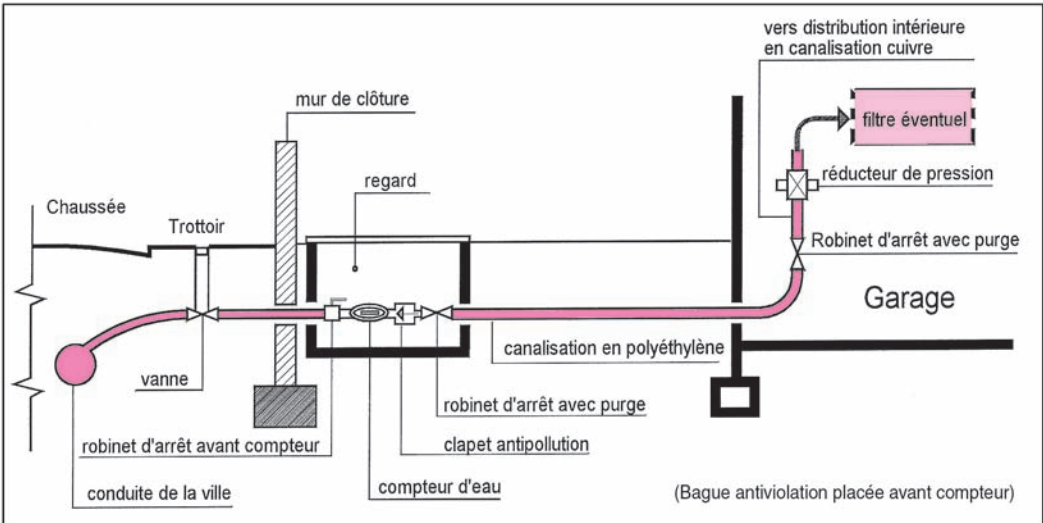 vers distribution intérieure
en canalisation cuivre
mur de clôture
filtre éventuel
regard
réducteur de pression
Chaussée
Trottoir
Robinet d'arrêt avec purge
Garage
canalisation en polyéthylène
vanne
robinet d'arrêt avec purge
robinet d'arrêt avant compteur
clapet antipollution
conduite de la ville
compteur d'eau
(Bague antiviolation placée avant compteur)